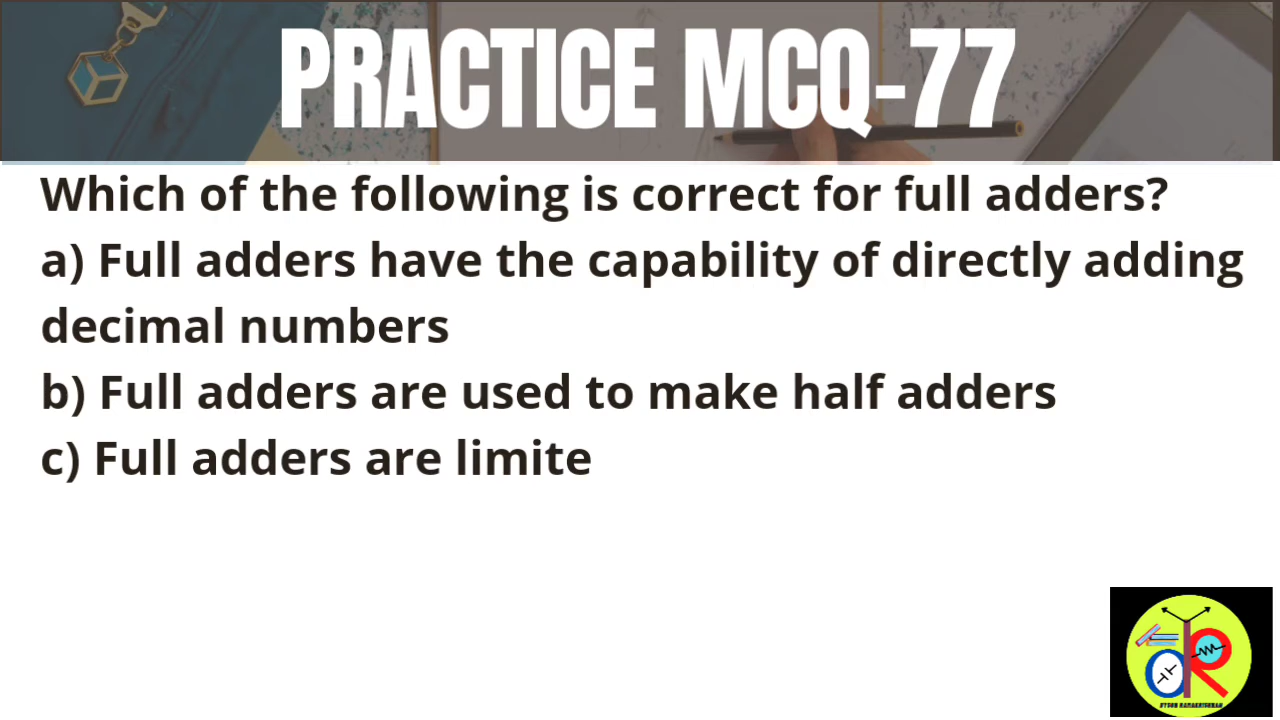 PRACTICE MCQ-77
Which of the following is correct for full adders?
a) Full adders have the capability of directly adding
decimal numbers
b) Full adders are used to make half adders
c) Full adders are limite